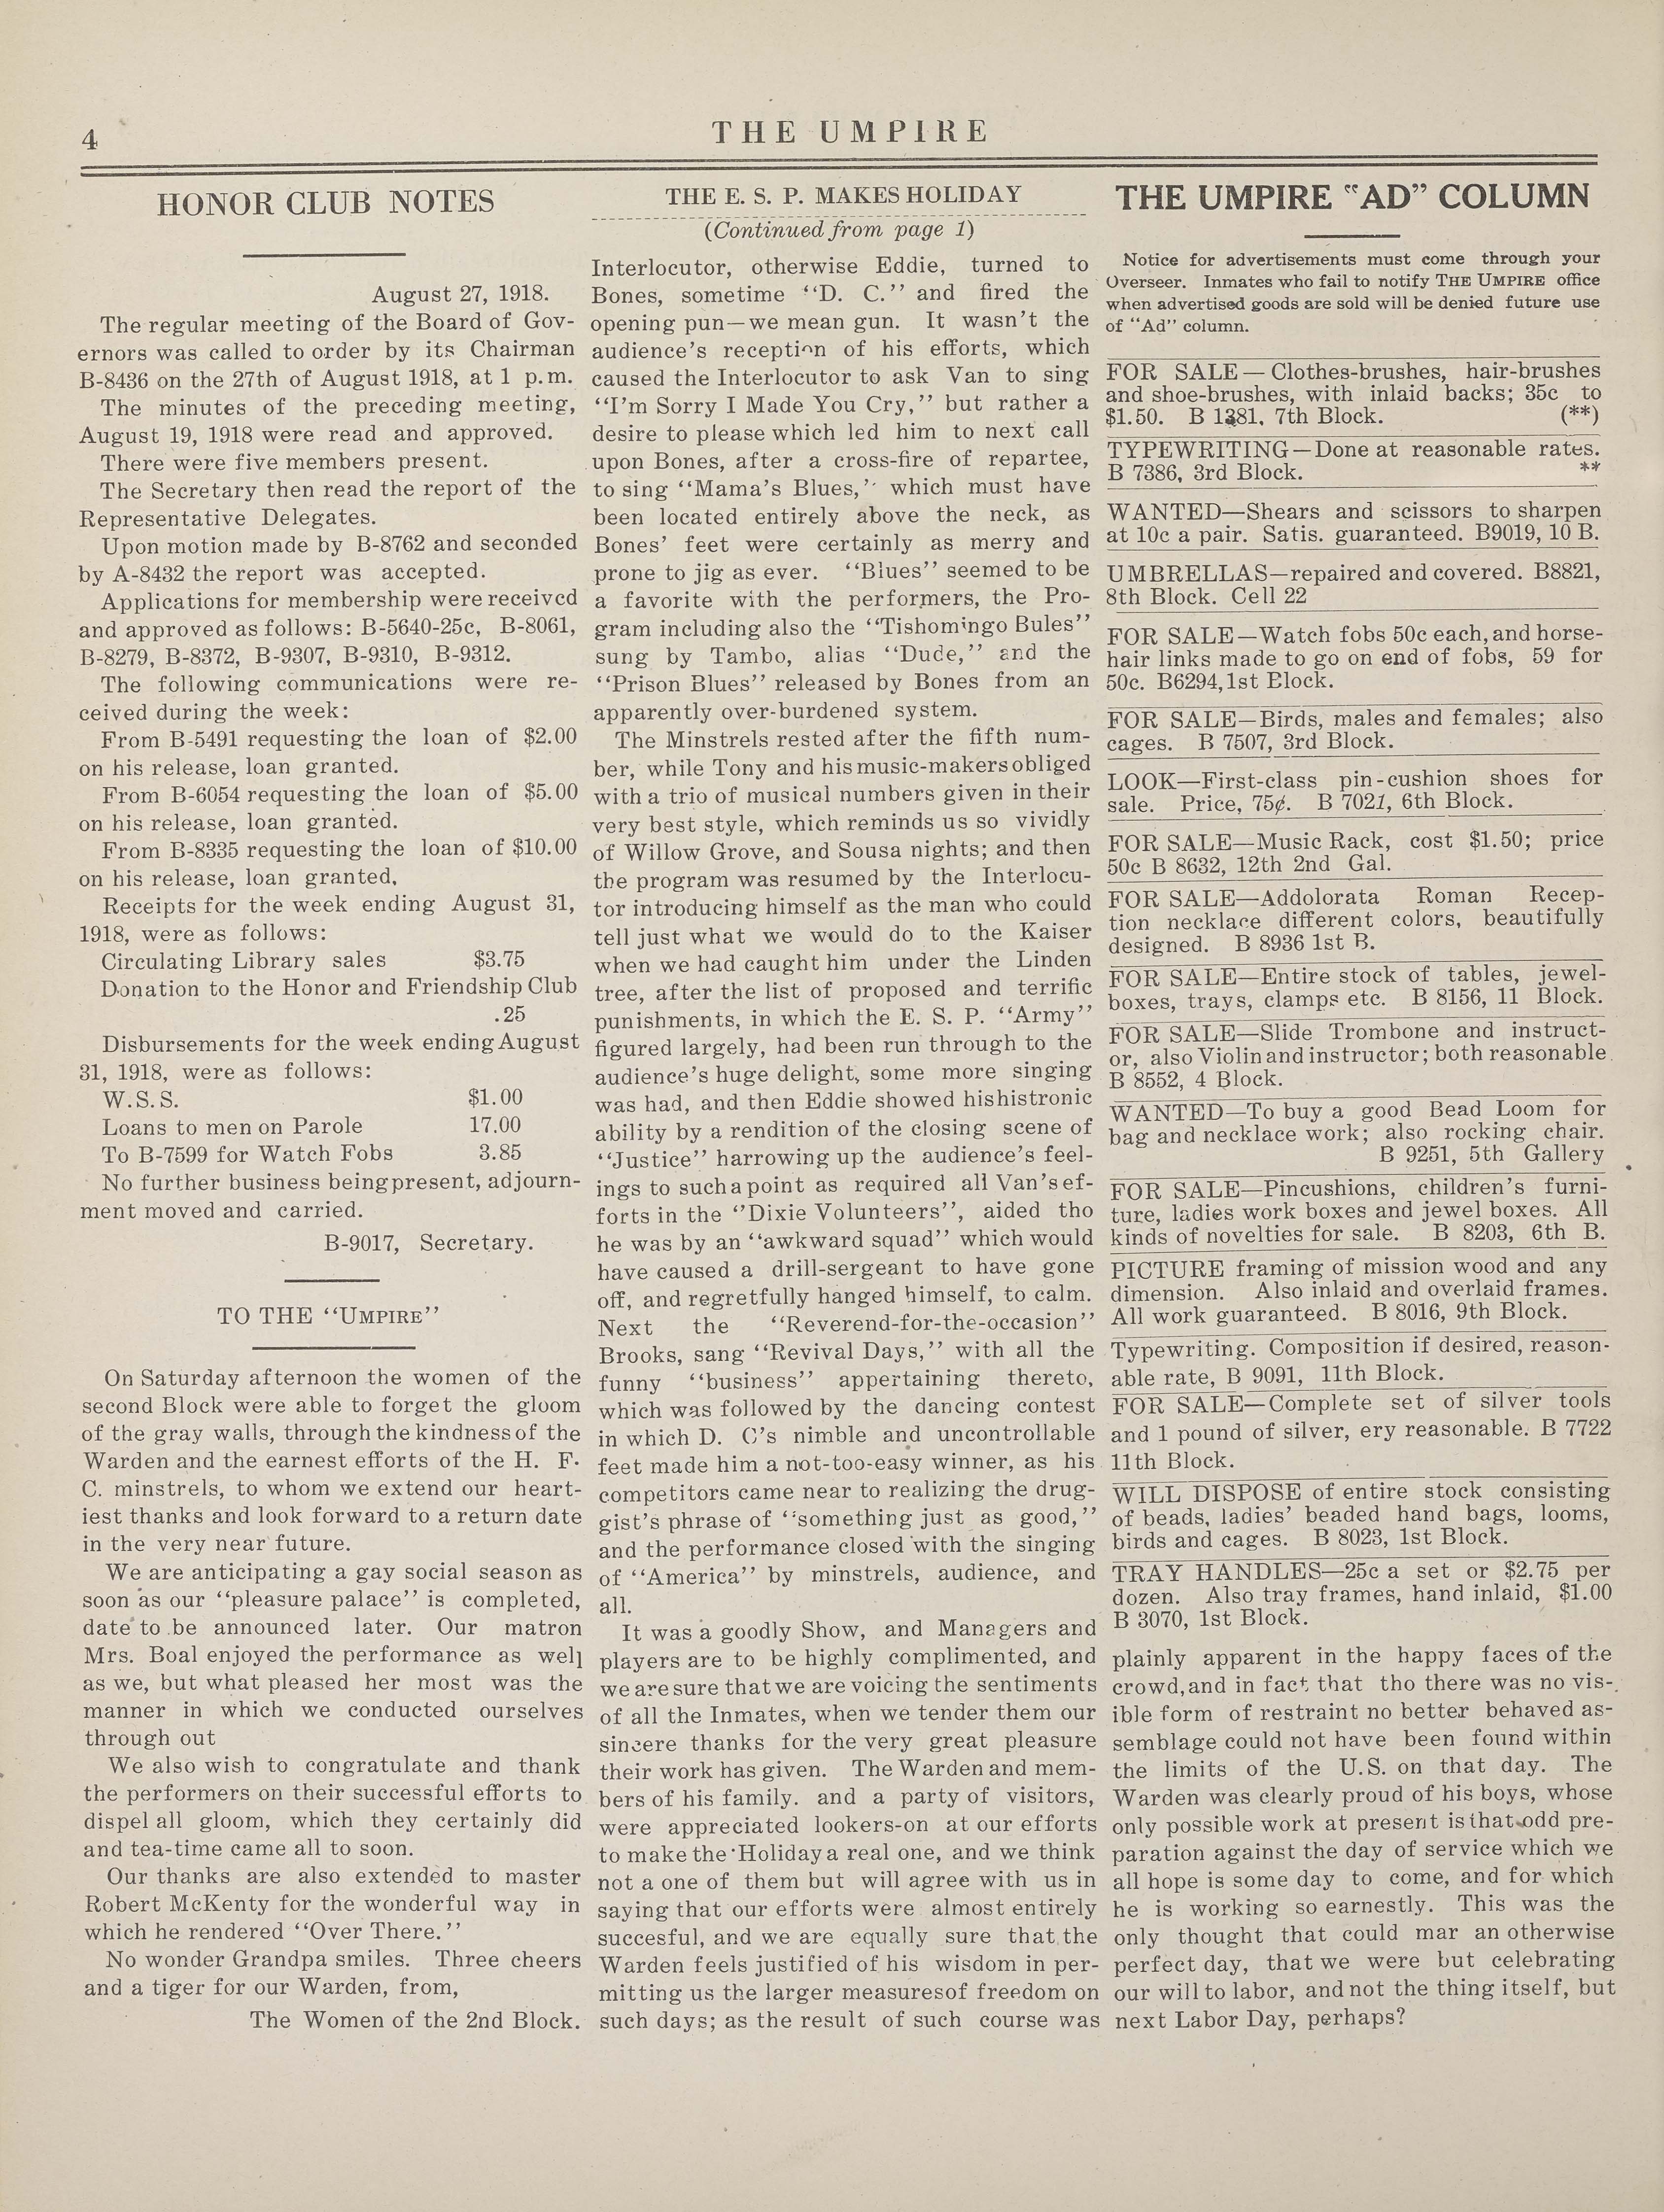 4
THE UMPIRE
HONOR CLUB NOTES
August 27, 1918.
The regular meeting of the Board of Gov-
ernors was called to order by its Chairman
B-8436 on the 27th of August 1918, at 1 p.m.
The minutes of the preceding meeting,
August 19, 1918 were read and approved.
There were five members present.
The Secretary then read the report of the
Representative Delegates.
Upon motion made by B-8762 and seconded
by A-8432 the report was accepted.
Applications for membership were received
and approved as follows: B-5640-25c, B-8061,
B-8279, B-8372, B-9307, B-9310, B-9312.
The following communications were re-
ceived during the week:
From B-5491 requesting the loan of $2.00
on his release, loan granted.
From B-6054 requesting the loan of $5.00
on his release, loan granted.
From B-8335 requesting the loan of $10.00
on his release, loan granted,
Receipts for the week ending August 31,
1918, were as follows:
Circulating Library sales $3.75
Donation to the Honor and Friendship Club
.25
Disbursements for the week ending August
31, 1918, were as follows:
W.S.S. $1.00
Loans to men on Parole 17.00
To B-7599 for Watch Fobs 3.85
No further business being present, adjourn-
ment moved and carried.
B-9017, Secretary.
TO THE "UMPIRE"
On Saturday afternoon the women of the
second Block were able to forget the gloom
of the gray walls, through the kindness of the
Warden and the earnest efforts of the H. F.
C. minstrels, to whom we extend our heart-
iest thanks and look forward to a return date
in the very near future.
We are anticipating a gay social season as
soon as our "pleasure palace" is completed,
date to be announced later. Our matron
Mrs. Boal enjoyed the performance as well
as we, but what pleased her most was the
manner in which we conducted ourselves
through out
We also wish to congratulate and thank
the performers on their successful efforts to
dispel all gloom, which they certainly did
and tea-time came all to soon.
Our thanks are also extended to master
Robert McKenty for the wonderful way in
which he rendered "Over There."
No wonder Grandpa smiles. Three cheers
and a tiger for our Warden, from,
The Women of the 2nd Block.
THE E. S. P. MAKES HOLIDAY
(Continued from page 1)
Interlocutor, otherwise Eddie, turned to
Bones, sometime "D. C." and fired the
opening pun—we mean gun. It wasn't the
audience's reception of his efforts, which
caused the Interlocutor to ask Van to sing
"I'm Sorry I Made You Cry," but rather a
desire to please which led him to next call
upon Bones, after a cross-fire of repartee,
to sing "Mama's Blues," which must have
been located entirely above the neck, as
Bones' feet were certainly as merry and
prone to jig as ever. "Blues" seemed to be
a favorite with the performers, the Pro-
gram including also the "Tishomingo Bules"
sung by Tambo, alias "Dude," and the
"Prison Blues" released by Bones from an
apparently over-burdened system.
The Minstrels rested after the fifth num-
ber, while Tony and his music-makers obliged
with a trio of musical numbers given in their
very best style, which reminds us so vividly
of Willow Grove, and Sousa nights; and then
the program was resumed by the Interlocu-
tor introducing himself as the man who could
tell just what we would do to the Kaiser
when we had caught him under the Linden
tree, after the list of proposed and terrific
punishments, in which the E. S. P. "Army"
figured largely, had been run through to the
audience's huge delight, some more singing
was had, and then Eddie showed his histronic
ability by a rendition of the closing scene of
"Justice" harrowing up the audience's feel-
ings to such a point as required all Van's ef-
forts in the "Dixie Volunteers", aided tho
he was by an "awkward squad" which would
have caused a drill-sergeant to have gone
off, and regretfully hanged himself, to calm.
Next the "Reverend-for-the-occasion"
Brooks, sang "Revival Days," with all the
funny "business" appertaining thereto,
which was followed by the dancing contest
in which D. C's nimble and uncontrollable
feet made him a not-too-easy winner, as his
competitors came near to realizing the drug-
gist's phrase of "something just as good,"
and the performance closed with the singing
of "America" by minstrels, audience, and
all.
It was a goodly Show, and Managers and
players are to be highly complimented, and
we are sure that we are voicing the sentiments
of all the Inmates, when we tender them our
sincere thanks for the very great pleasure
their work has given. The Warden and mem-
bers of his family. and a party of visitors,
were appreciated lookers-on at our efforts
to make the Holiday a real one, and we think
not a one of them but will agree with us in
saying that our efforts were almost entirely
succesful, and we are equally sure that the
Warden feels justified of his wisdom in per-
mitting us the larger measures of freedom on
such days; as the result of such course was
THE UMPIRE "AD" COLUMN
Notice for advertisements must come through your
Overseer. Inmates who fail to notify THE UMPIRE office
when advertised goods are sold will be denied future use
of "Ad" column.
FOR SALE—Clothes-brushes, hair-brushes
and shoe-brushes, with inlaid backs; 35c to
$1.50. B 1381, 7th Block. (**)
TYPEWRITING—Done at reasonable rates.
B 7386, 3rd Block. **
WANTED—Shears and scissors to sharpen
at 10c a pair. Satis. guaranteed. B9019, 10 B.
UMBRELLAS—repaired and covered. B8821,
8th Block. Cell 22
FOR SALE—Watch fobs 50c each, and horse-
hair links made to go on end of fobs, 59 for
50c. B6294, 1st Block.
FOR SALE—Birds, males and females; also
cages. B 7507, 3rd Block.
LOOK—First-class pin-cushion shoes for
sale. Price, 75¢. B 7021, 6th Block.
FOR SALE—Music Rack, cost $1.50; price
50c B 8632, 12th 2nd Gal.
FOR SALE—Addolorata Roman Recep-
tion necklace different colors, beautifully
designed. B 8936 1st B.
FOR SALE—Entire stock of tables, jewel-
boxes, trays, clamps etc. B 8156, 11 Block.
FOR SALE—Slide Trombone and instruct-
or, also Violin and instructor; both reasonable.
B 8552, 4 Block.
WANTED—To buy a good Bead Loom for
bag and necklace work; also rocking chair.
B 9251, 5th Gallery
FOR SALE—Pincushions, children's furni-
ture, ladies work boxes and jewel boxes. All
kinds of novelties for sale. B 8203, 6th B.
PICTURE framing of mission wood and any
dimension. Also inlaid and overlaid frames.
All work guaranteed. B 8016, 9th Block.
Typewriting. Composition if desired, reason-
able rate, B 9091, 11th Block.
FOR SALE—Complete set of silver tools
and 1 pound of silver, ery reasonable. B 7722
11th Block.
WILL DISPOSE of entire stock consisting
of beads, ladies' beaded hand bags, looms,
birds and cages. B 8023, 1st Block.
TRAY HANDLES—25c a set or $2.75 per
dozen. Also tray frames, hand inlaid, $1.00
B 3070, 1st Block.
plainly apparent in the happy faces of the
crowd, and in fact that tho there was no vis-
ible form of restraint no better behaved as-
semblage could not have been found within
the limits of the U.S. on that day. The
Warden was clearly proud of his boys, whose
only possible work at present is that odd pre-
paration against the day of service which we
all hope is some day to come, and for which
he is working so earnestly. This was the
only thought that could mar an otherwise
perfect day, that we were but celebrating
our will to labor, and not the thing itself, but
next Labor Day, perhaps?